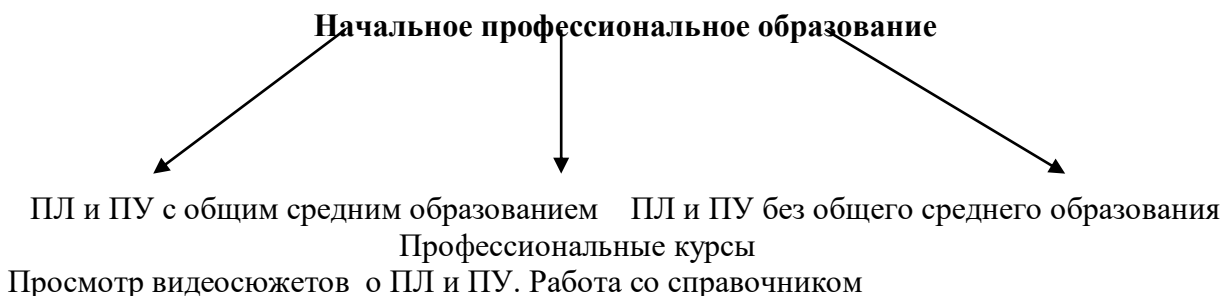 Начальное профессиональное образование
ПЛ и ПУ с общим средним образованием    ПЛ и ПУ без общего среднего образования
Профессиональные курсы
Просмотр видеосюжетов  о ПЛ и ПУ. Работа со справочником